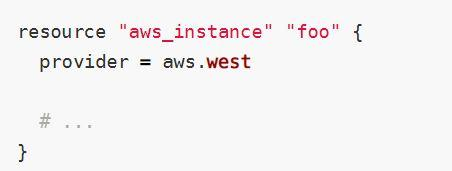 resource "aws_instance" "foo" {
  provider = aws.west

  # ...
}